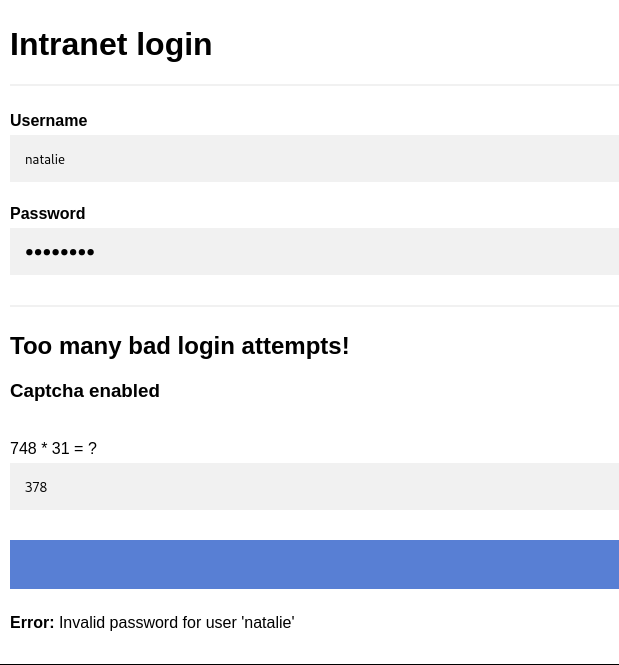 Intranet login
Username
natalie
Password
••••••••
Too many bad login attempts!
Captcha enabled
748 * 31 = ?
378
Error: Invalid password for user 'natalie'